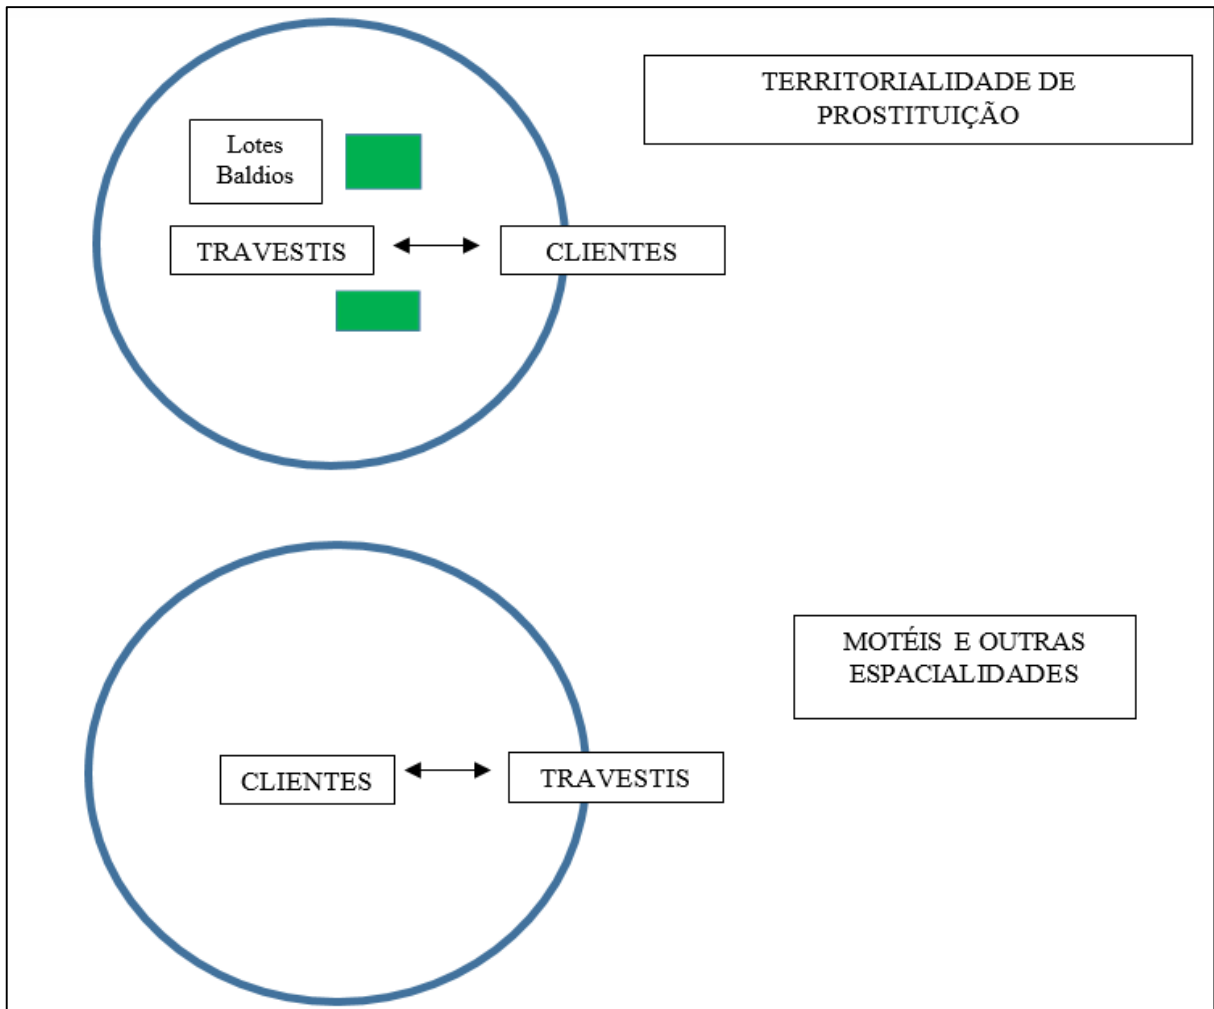 TERRITORIALIDADE DE
PROSTITUIÇÃO
Lotes
Baldios
TRAVESTIS
CLIENTES
MOTÉIS E OUTRAS
ESPACIALIDADES
CLIENTES
TRAVESTIS